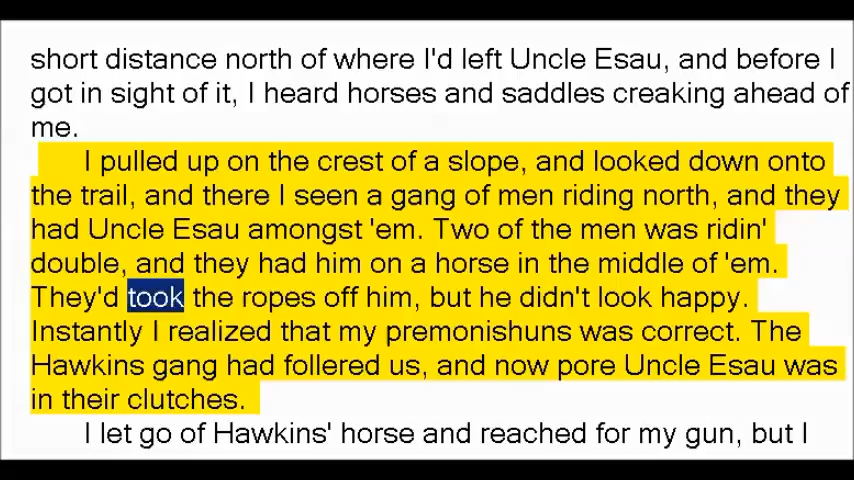 short distance north of where I'd left Uncle Esau, and before I
got in sight of it, I heard horses and saddles creaking ahead of
me.
I pulled up on the crest of a slope, and looked down onto
the trail, and there I seen a gang of men riding north, and they
had Uncle Esau amongst 'em. Two of the men was ridin'
double, and they had him on a horse in the middle of 'em.
They'd took the ropes off him, but he didn't look happy.
Instantly I realized that my premonishuns was correct. The
Hawkins gang had follered us, and now pore Uncle Esau was
in their clutches.
I let go of Hawkins' horse and reached for my gun, but I